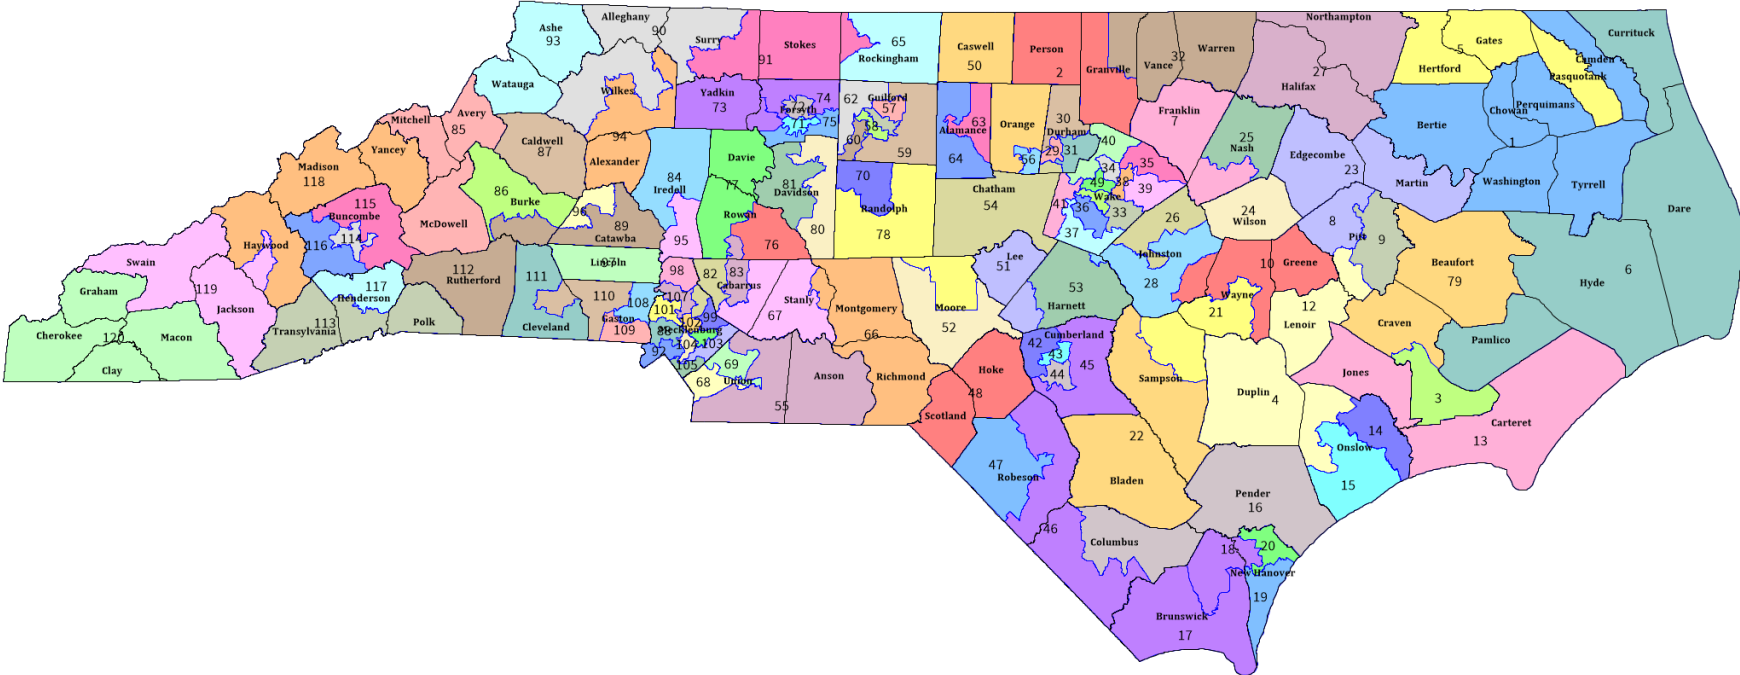 Ashe
93
Alleghany
90
Surry
Stokes
91
65
Rockingham
Caswell
50
Person
2
Granville
Vance
32
Warren
Northampton
27
Halifax
Gates
5
Hertford
Camden
Pasquotank
Currituck
Watauga
Wilkes
94
Yadkin
73
74
72
Forsyth
71
75
62
Guilford
57
58
60
59
Alamance
63
64
Orange
56
30
Durham
29
31
Franklin
7
25
Nash
Edgecombe
23
Martin
Bertie
Chowan
Perquimans
1
Washington
Tyrrell
Dare
Mitchell
Avery
85
Yancey
Madison
118
Caldwell
87
Alexander
84
Iredell
Davie
77
Rowan
81
Davidson
80
70
Randolph
78
Chatham
54
40
34
35
49
38
39
Wake
41
36
33
37
26
24
Wilson
8
Pitt
9
Beaufort
79
Hyde
6
86
Burke
McDowell
115
Buncombe
114
116
Haywood
Swain
Graham
119
Jackson
Cherokee
120
Macon
Clay
117
Henderson
Transylvania
113
Polk
112
Rutherford
111
Cleveland
96
89
Catawba
Lincoln
97
95
76
98
82
83
Cabarrus
110
Gaston
109
108
107
101
102
99
88
Mecklenburg
92
104
103
105
69
68
Union
Stanly
67
55
Anson
Montgomery
66
Richmond
Moore
52
Lee
51
53
Harnett
Johnston
28
10
Greene
Wayne
21
12
Lenoir
Craven
Pamlico
Jones
3
Carteret
13
Cumberland
42
43
44
45
Hoke
48
Scotland
Sampson
22
Bladen
Duplin
4
14
Onslow
15
Pender
16
47
Robeson
46
Columbus
18
20
New Hanover
19
Brunswick
17